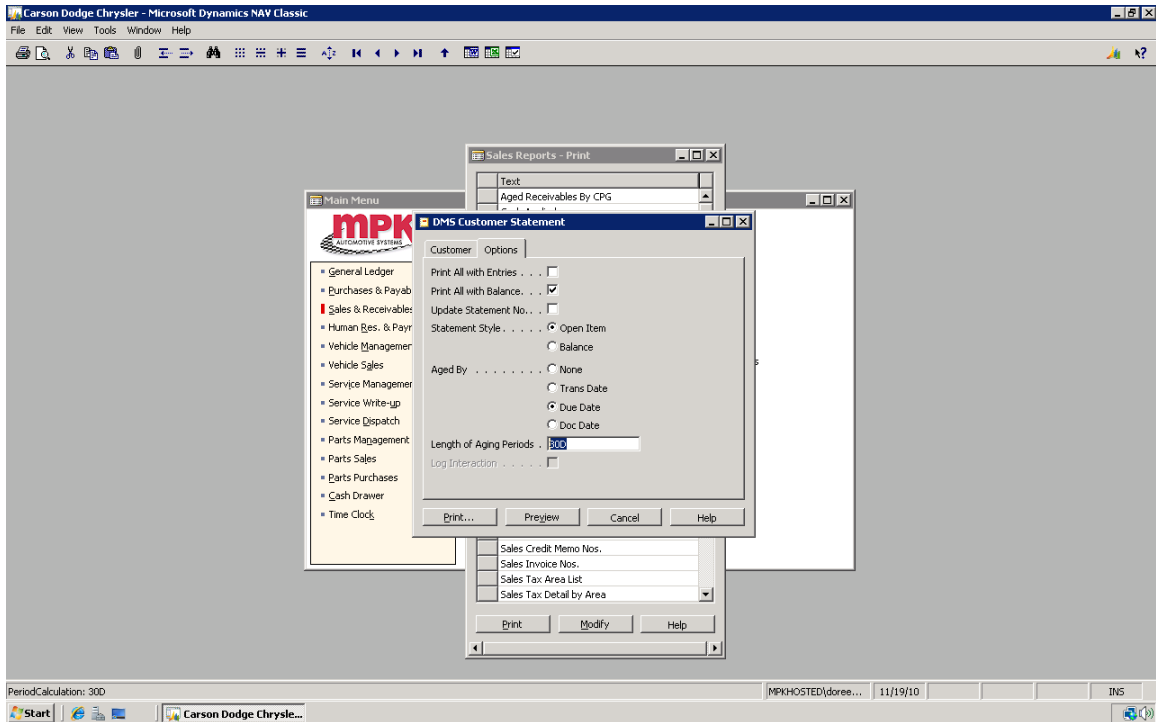 Carson Dodge Chrysler - Microsoft Dynamics NAV Classic
File Edit View Tools Window Help
Sales Reports - Print
Text
Aged Receivables By CPG
Main Menu
MPK
AUTOMOTIVE SYSTEMS
General Ledger
Purchases & Payab
Sales & Receivables
Human Res. & Payr
Vehicle Managemer
Vehicle Sales
Service Managemer
Service Write-up
Service Dispatch
Parts Management
Parts Sales
Parts Purchases
Cash Drawer
Time Clock
DMS Customer Statement
Customer Options
Print All with Entries . . .
Print All with Balance. . .
Update Statement No.. .
Statement Style . . . . . Open Item
Balance
Aged By . . . . . . . . None
Trans Date
Due Date
Doc Date
Length of Aging Periods . 30D
Log Interaction . . . . .
Print... Preview Cancel Help
s
Sales Credit Memo Nos.
Sales Invoice Nos.
Sales Tax Area List
Sales Tax Detail by Area
Print Modify Help
PeriodCalculation: 30D MPKHOSTED\doree... 11/19/10 INS
Start Carson Dodge Chrysle...